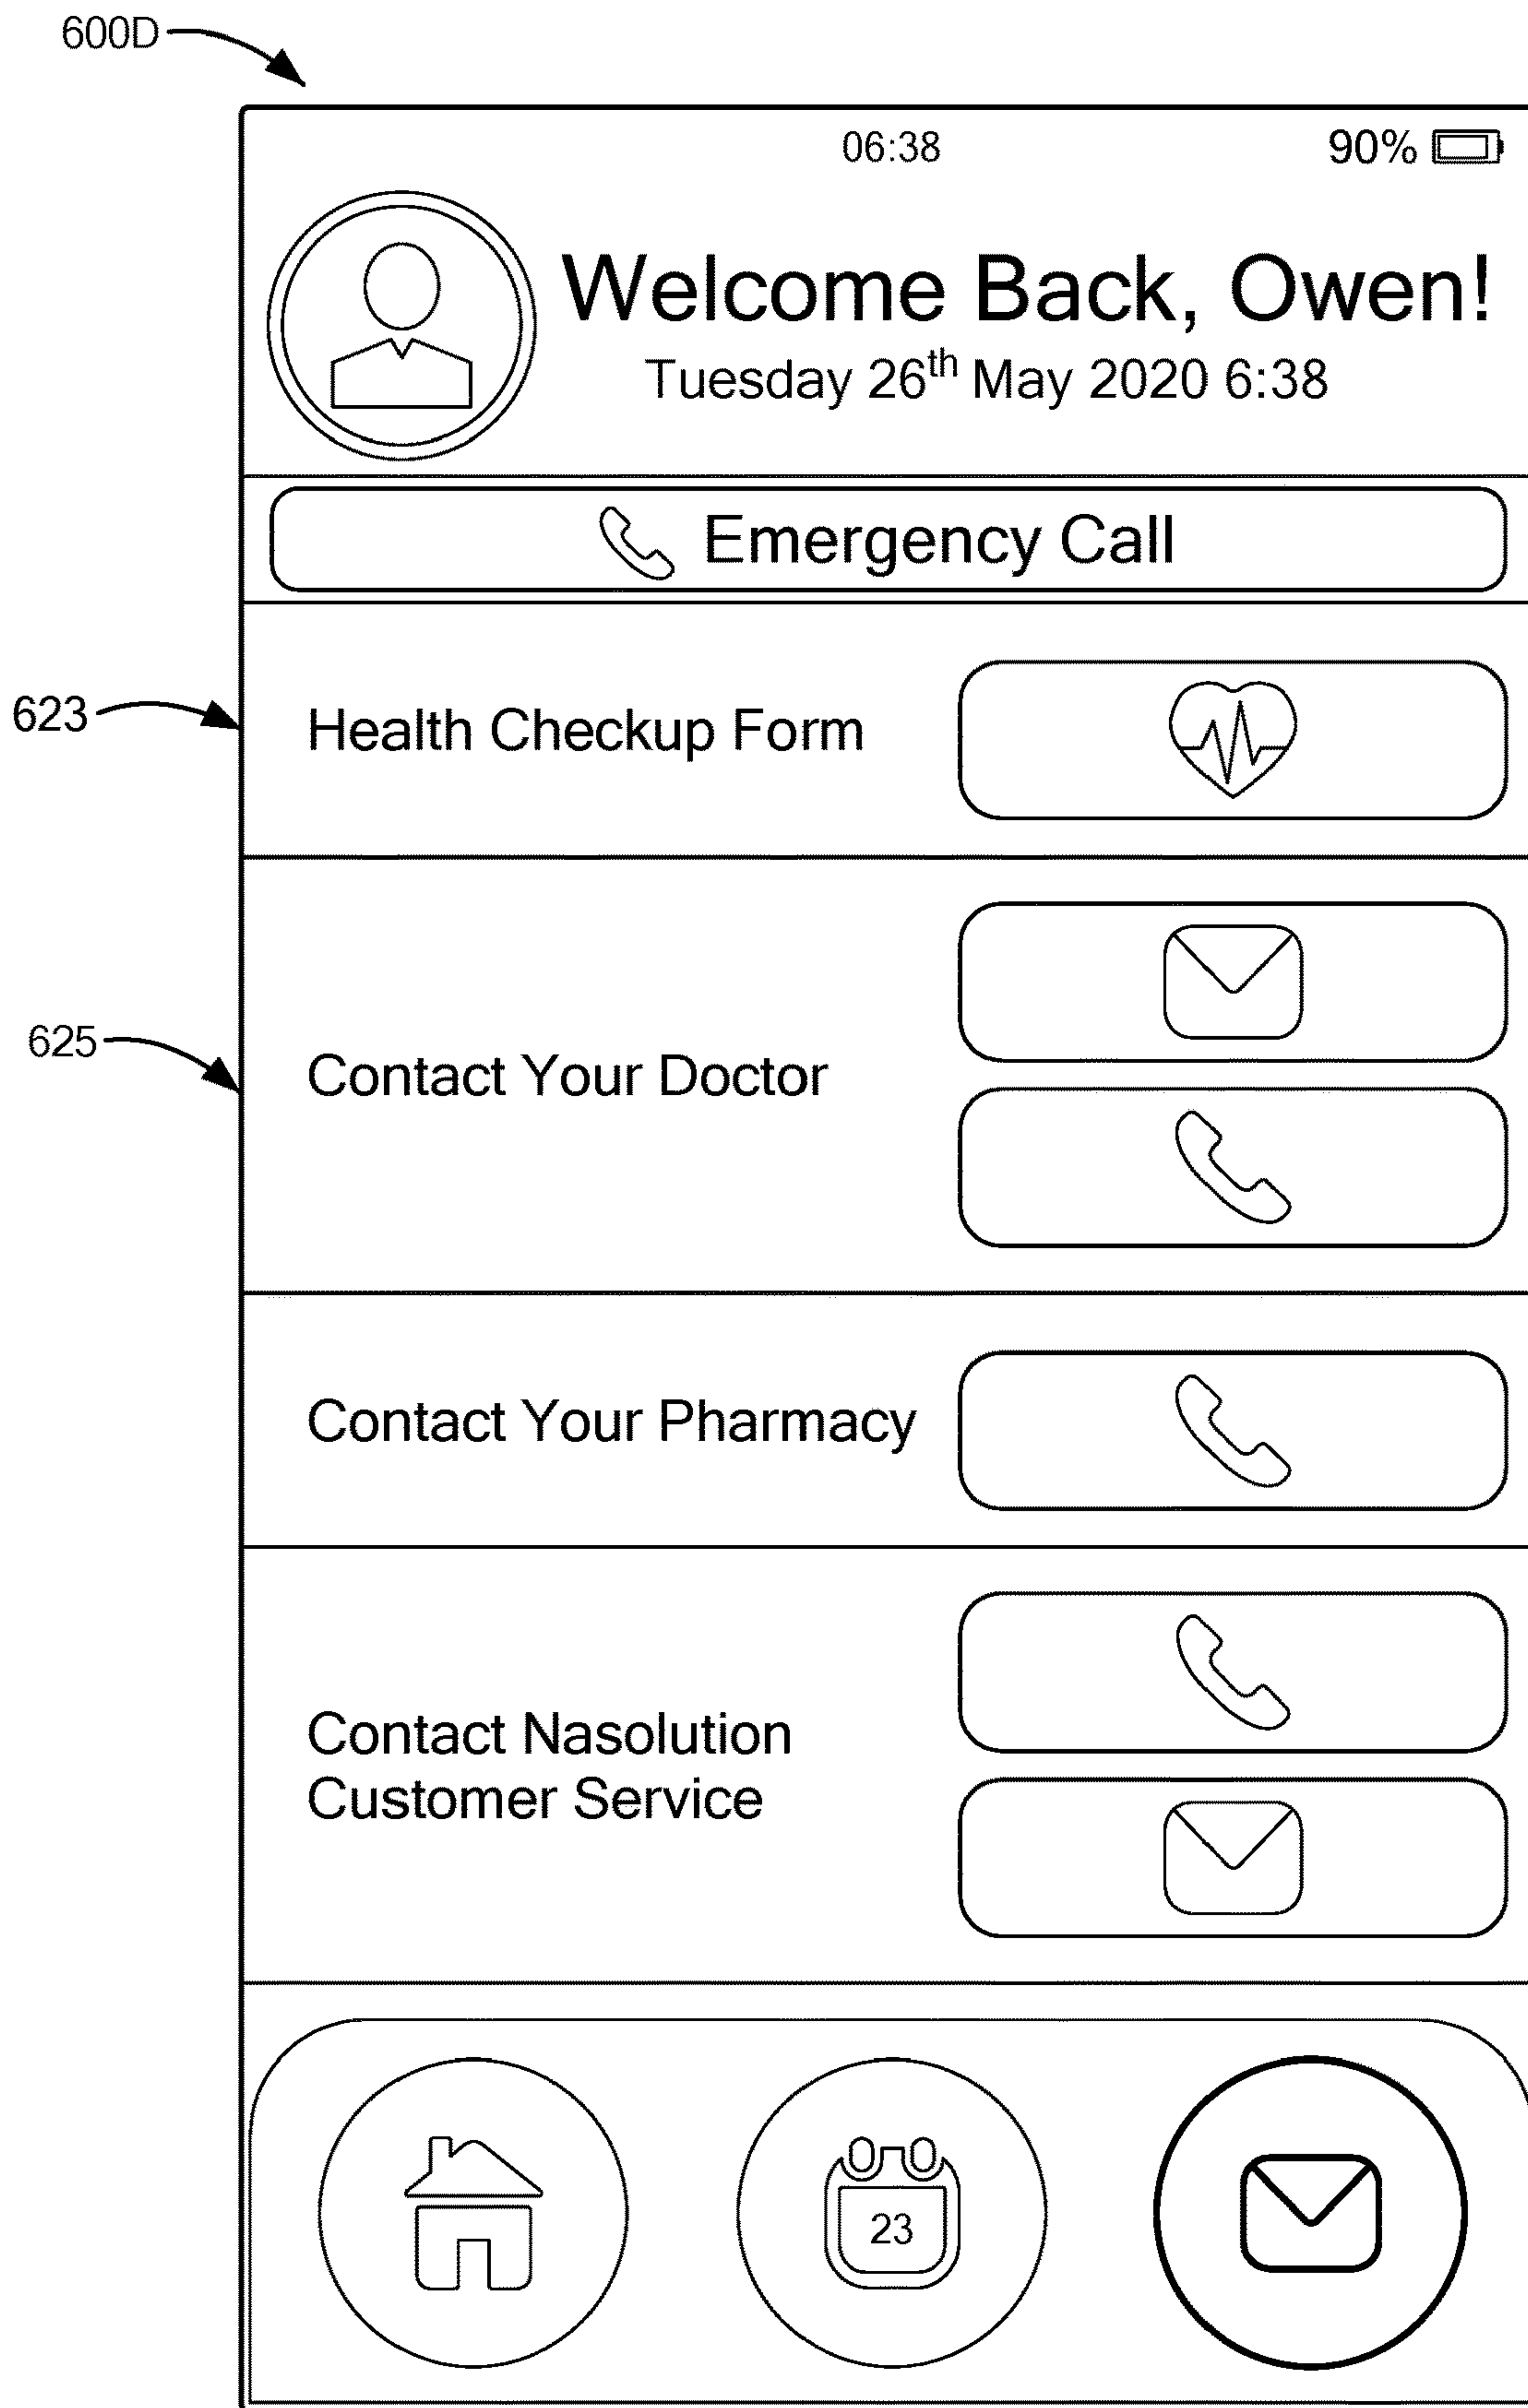 600D
06:38 90%
Welcome Back, Owen!
Tuesday 26th May 2020 6:38
Emergency Call
623
Health Checkup Form
625
Contact Your Doctor
Contact Your Pharmacy
Contact Nasolution
Customer Service
23